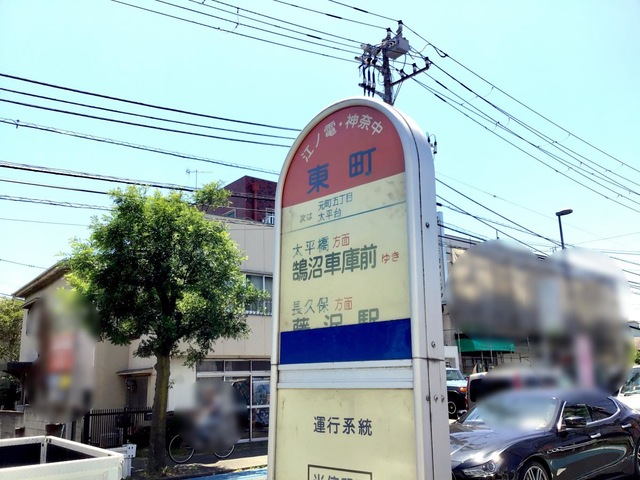 江ノ電・神奈中
東町
次は 元町五丁目
太平台
太平橋方面
鵠沼車庫前ゆき
長久保方面
藤沢駅
運行系統